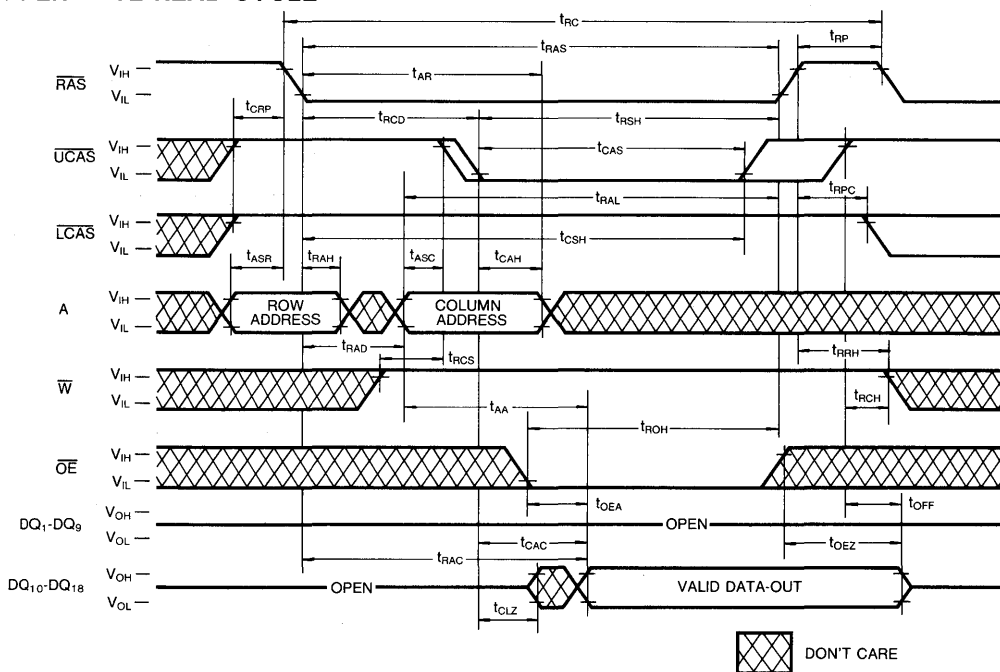 READ CYCLE
tRC
tRP
tRAS
tAR
RAS
VIH
VIL
tCRP
tRCD
tRSH
UCAS
VIH
VIL
tCAS
tRPC
tRAL
LCAS
VIH
VIL
tCSH
tASR
tRAH
tASC
tCAH
A
VIH
VIL
ROW
ADDRESS
COLUMN
ADDRESS
tRAD
tRCS
tRRH
W
VIH
VIL
tRCH
tAA
tROH
OE
VIH
VIL
tOEA
tOFF
DQ1-DQ9
VOH
VOL
OPEN
tCAC
tOEZ
tRAC
DQ10-DQ18
VOH
VOL
OPEN
VALID DATA-OUT
tCLZ
DON'T CARE